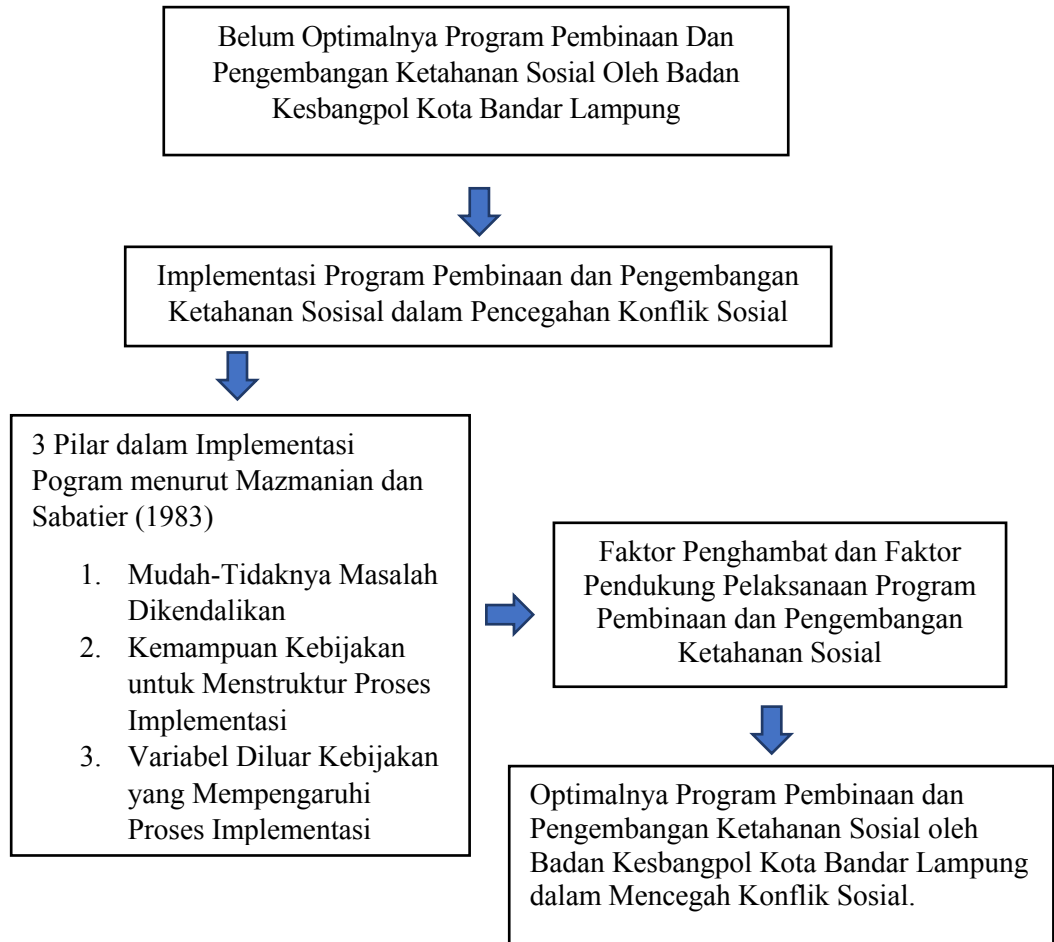 Belum Optimalnya Program Pembinaan Dan
Pengembangan Ketahanan Sosial Oleh Badan
Kesbangpol Kota Bandar Lampung
Implementasi Program Pembinaan dan Pengembangan
Ketahanan Sosisal dalam Pencegahan Konflik Sosial
3 Pilar dalam Implementasi
Pogram menurut Mazmanian dan
Sabatier (1983)
1. Mudah-Tidaknya Masalah
Dikendalikan
2. Kemampuan Kebijakan
untuk Menstruktur Proses
Implementasi
3. Variabel Diluar Kebijakan
yang Mempengaruhi
Proses Implementasi
Faktor Penghambat dan Faktor
Pendukung Pelaksanaan Program
Pembinaan dan Pengembangan
Ketahanan Sosial
Optimalnya Program Pembinaan dan
Pengembangan Ketahanan Sosial oleh
Badan Kesbangpol Kota Bandar Lampung
dalam Mencegah Konflik Sosial.